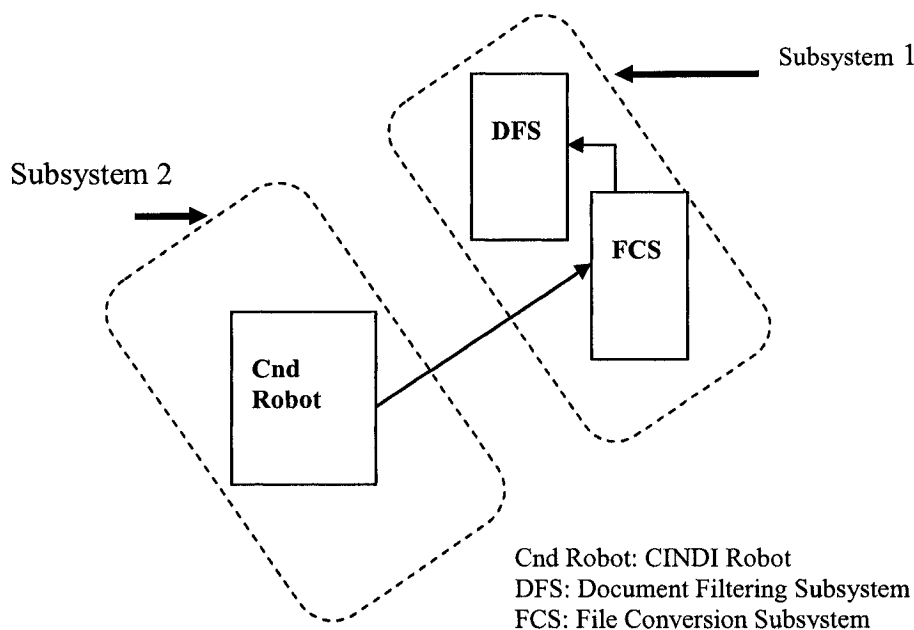 Subsystem 1
DFS
Subsystem 2
FCS
Cnd
Robot
Cnd Robot: CINDI Robot
DFS: Document Filtering Subsystem
FCS: File Conversion Subsystem